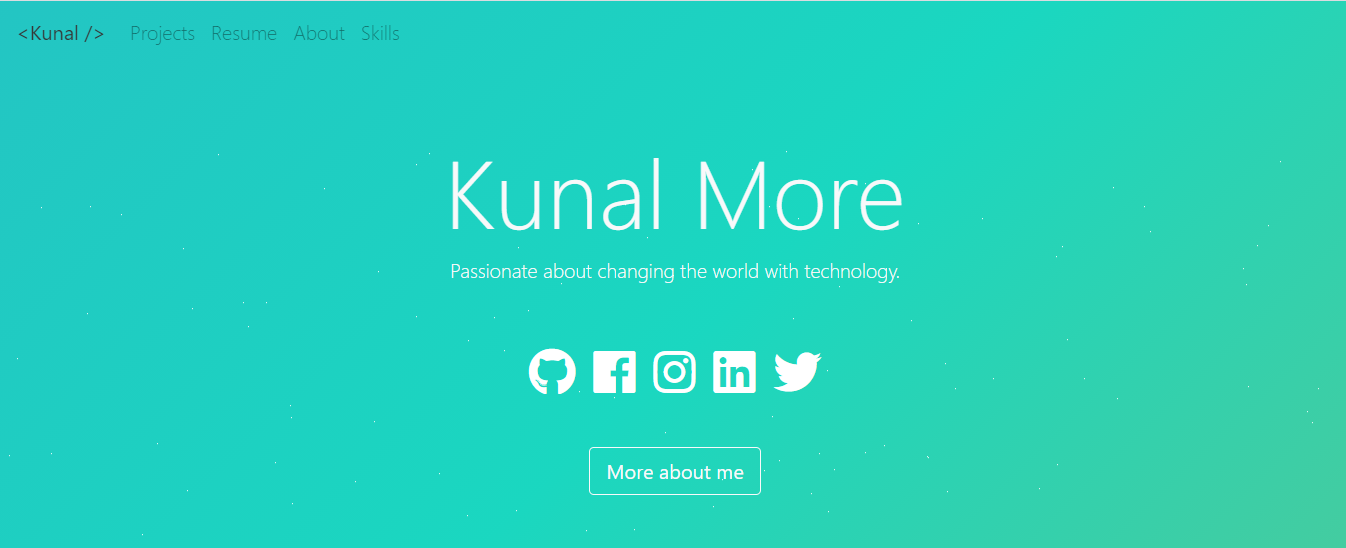 <Kunal /> Projects Resume About Skills
Kunal More
Passionate about changing the world with technology.
More about me